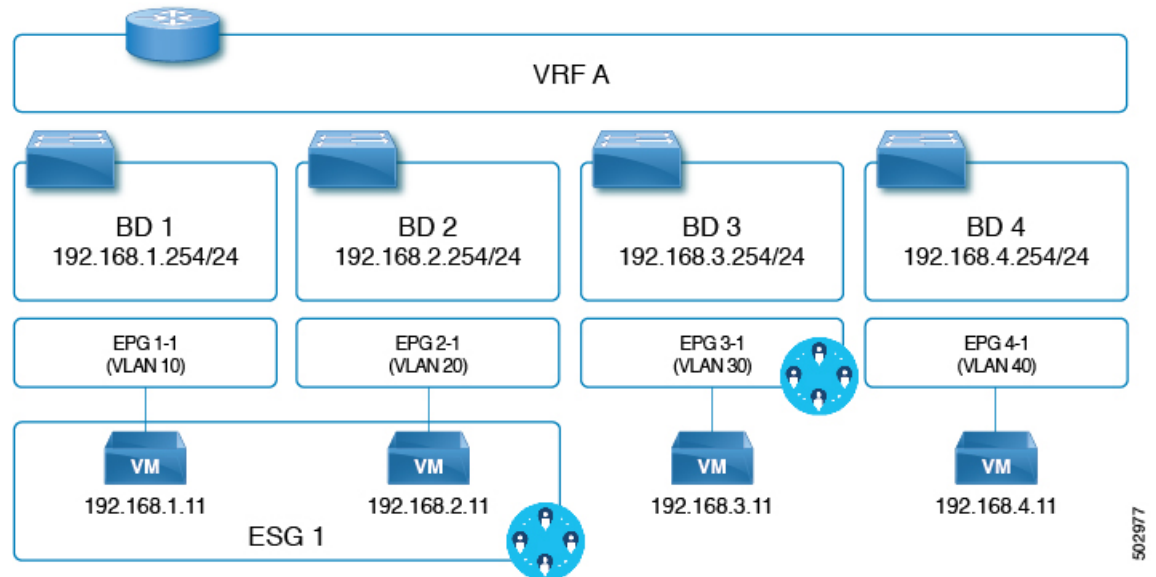 VRF A
BD 1
192.168.1.254/24
BD 2
192.168.2.254/24
BD 3
192.168.3.254/24
BD 4
192.168.4.254/24
EPG 1-1
(VLAN 10)
EPG 2-1
(VLAN 20)
EPG 3-1
(VLAN 30)
EPG 4-1
(VLAN 40)
VM
192.168.1.11
VM
192.168.2.11
VM
192.168.3.11
VM
192.168.4.11
ESG 1
502977